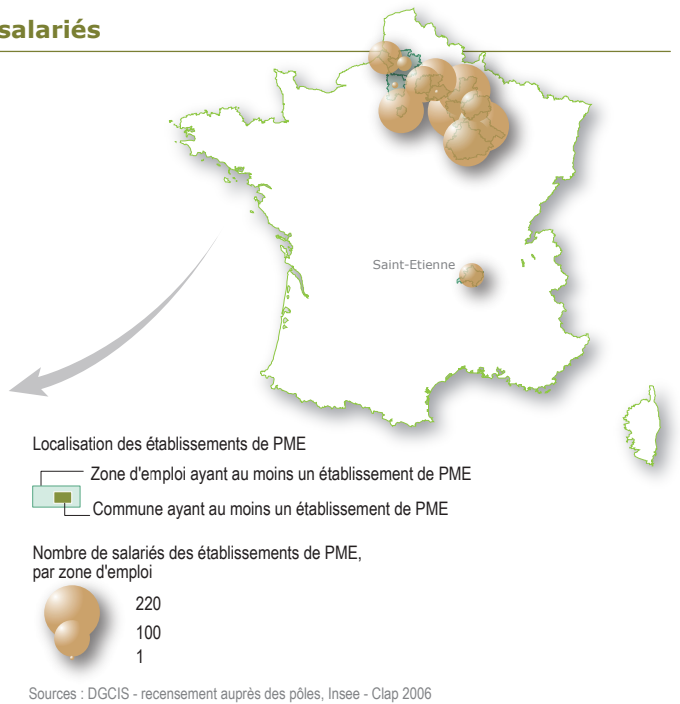 salariés
Saint-Etienne
Localisation des établissements de PME
Zone d'emploi ayant au moins un établissement de PME
Commune ayant au moins un établissement de PME
Nombre de salariés des établissements de PME,
par zone d'emploi
220
100
1
Sources : DGCIS - recensement auprès des pôles, Insee - Clap 2006